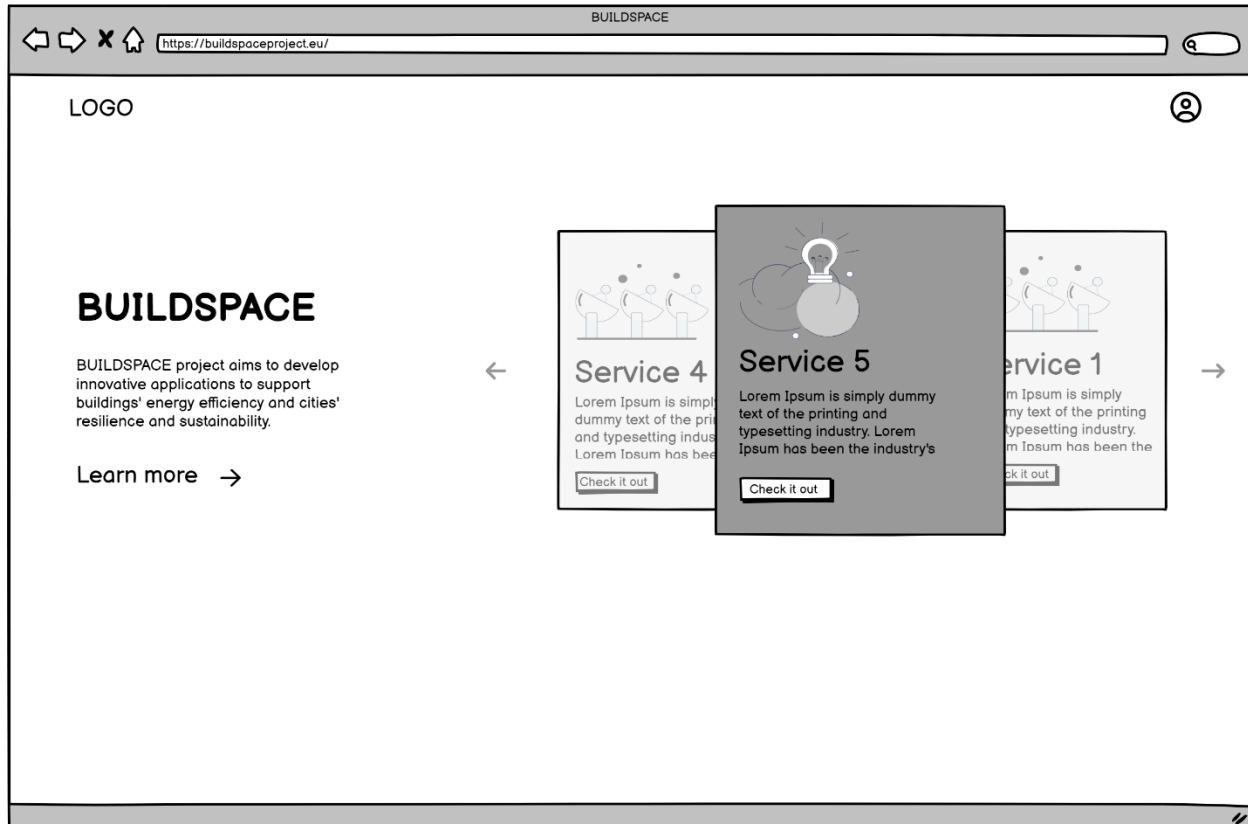 BUILDSPACE
https://buildspaceproject.eu/
LOGO
BUILDSPACE
BUILDSPACE project aims to develop
innovative applications to support
buildings' energy efficiency and cities'
resilience and sustainability.
Learn more
Service 4
Lorem Ipsum is simply
dummy text of the
and typesetting
Lorem Ipsum has
Check it out
Service 5
Lorem Ipsum is simply dummy
text of the printing and
typesetting industry. Lorem
Ipsum has been the industry's
Check it out
ervice 1
m Ipsum is simply
my text of the printing
typesetting industry.
m Ipsum has been the
ck it out